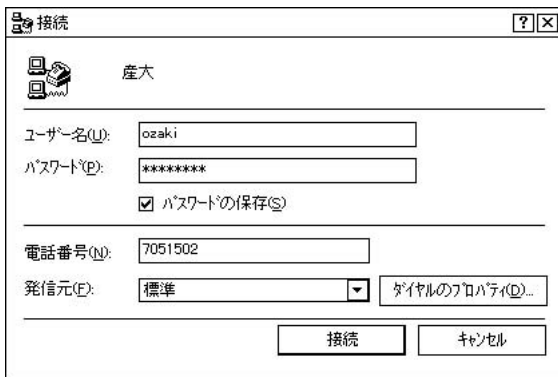 接続
産大
ユーザー名(U): ozaki
パスワード(P): ********
パスワードの保存(S)
電話番号(N): 7051502
発信元(F): 標準 ダイヤルのプロパティ(D)...
接続 キャンセル